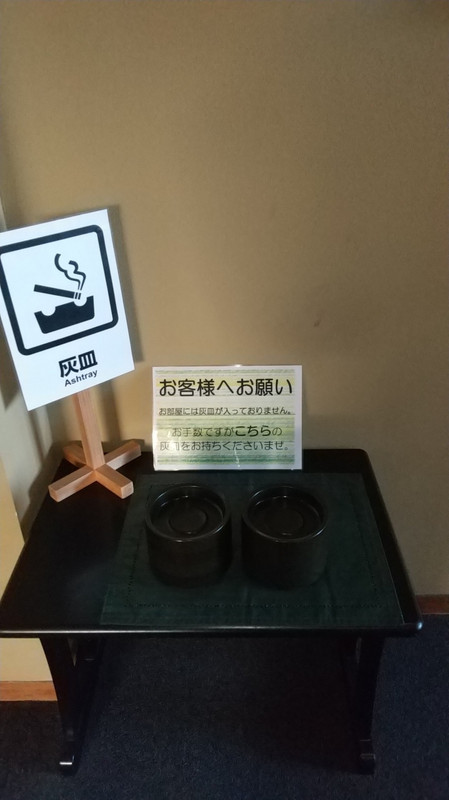 灰皿
Ashtray
お客様へお願い
お部屋には灰皿が入っておりません。
お手数ですがこちらの
灰皿をお持ちくださいませ。